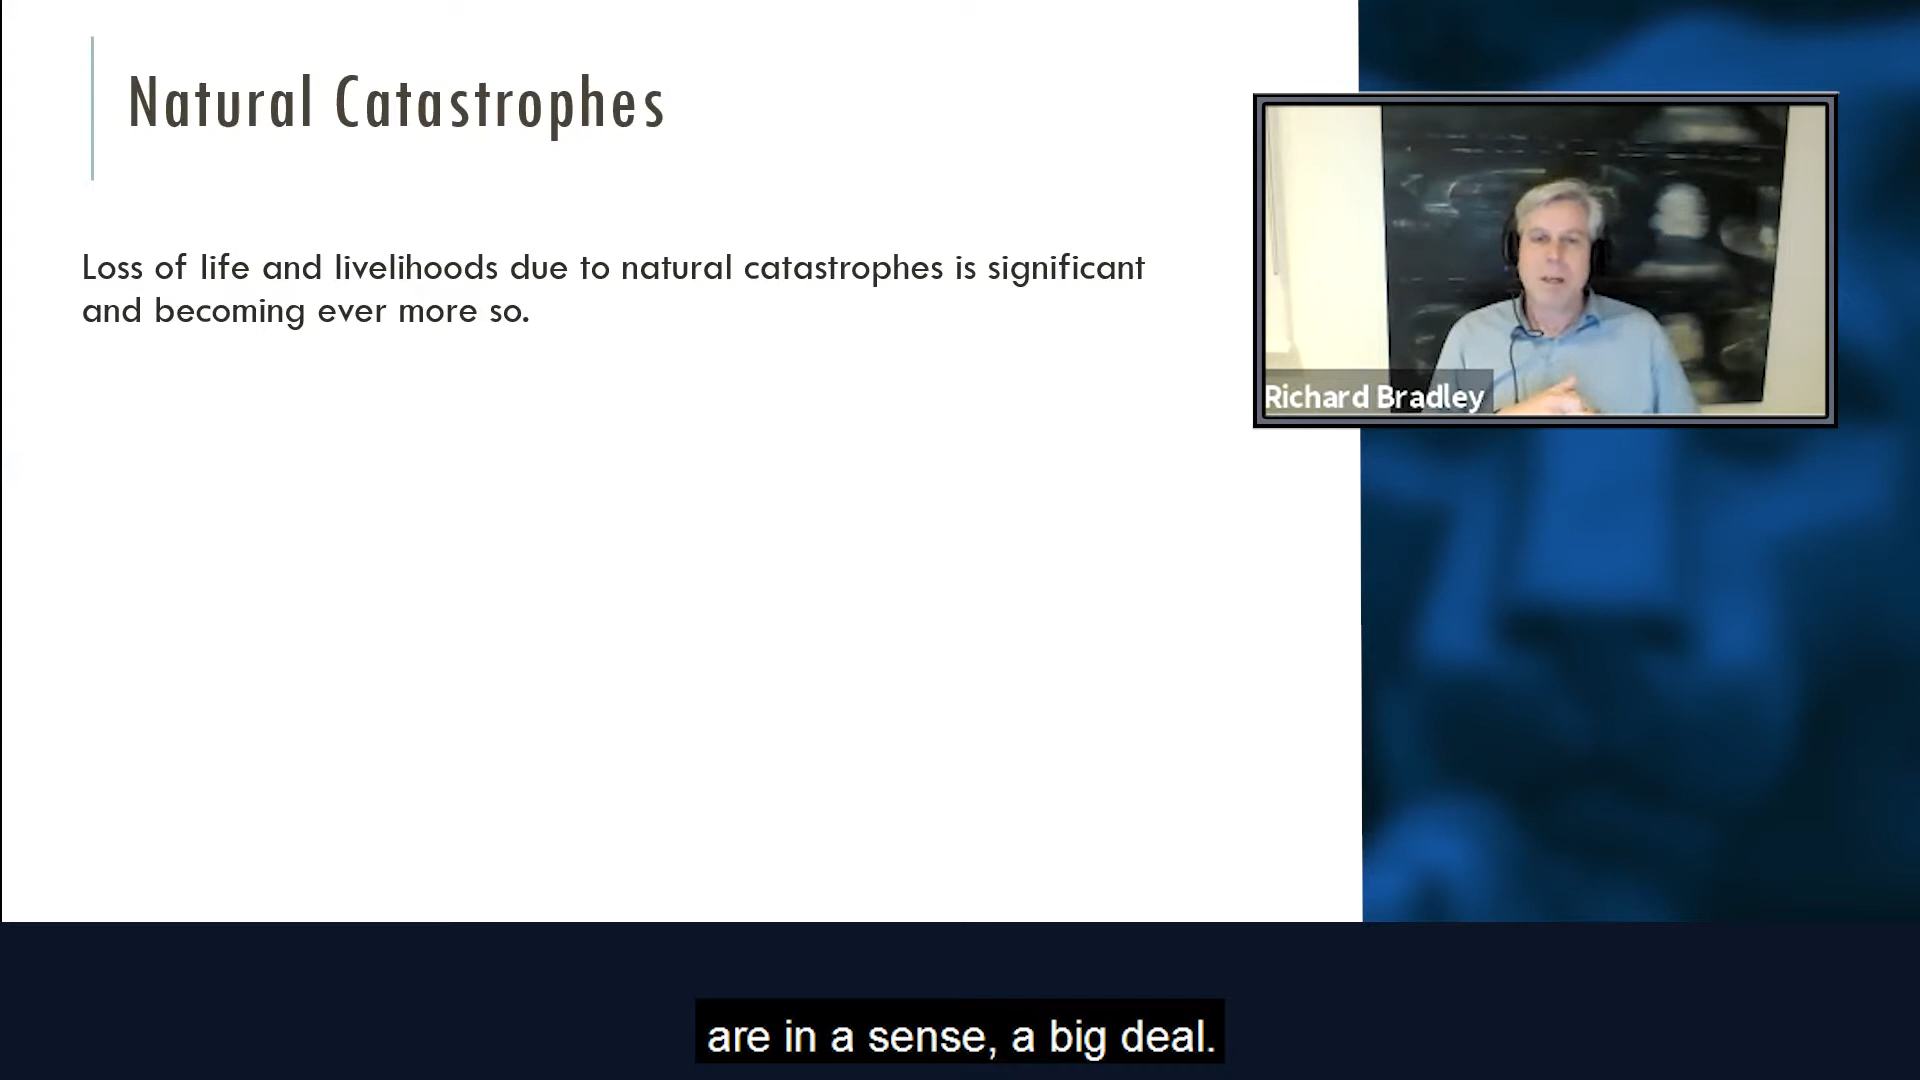 Natural Catastrophes
Loss of life and livelihoods due to natural catastrophes is significant
and becoming ever more so.
Richard Bradley
are in a sense, a big deal.